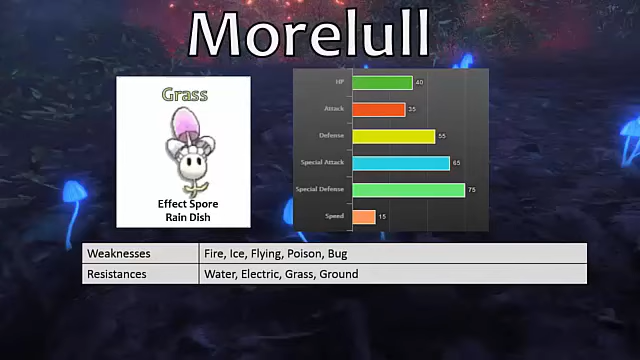 Morelull
Grass
Effect Spore
Rain Dish
HP 40
Attack 35
Defense 55
Special Attack 65
Special Defense 75
Speed 15
Weaknesses Fire, Ice, Flying, Poison, Bug
Resistances Water, Electric, Grass, Ground